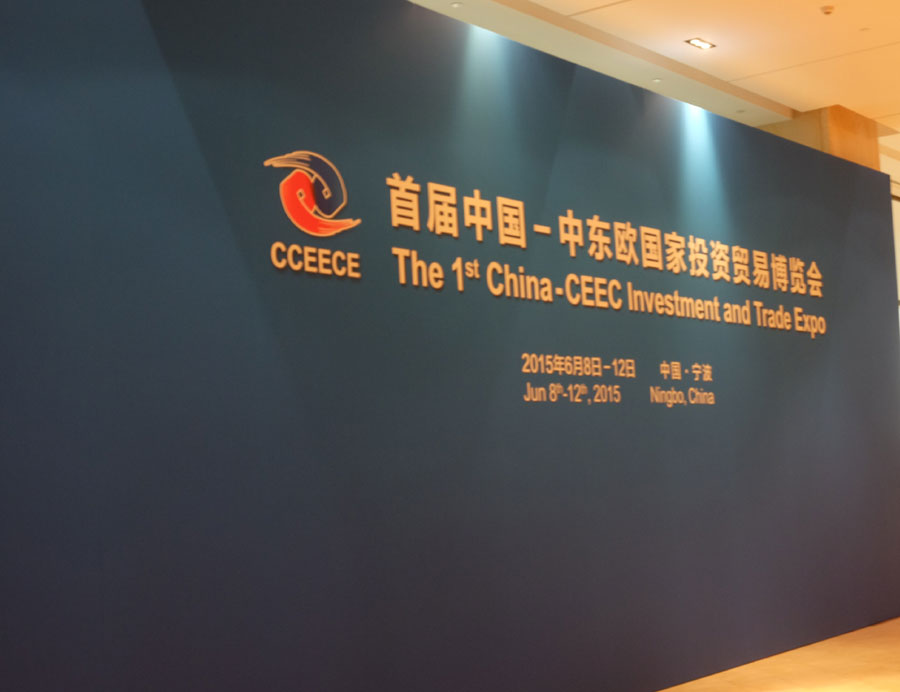 CCEECE
首届中国－中东欧国家投资贸易博览会
The 1st China-CEEC Investment and Trade Expo
2015年6月8日－12日 中国·宁波
Jun 8th-12th, 2015 Ningbo, China